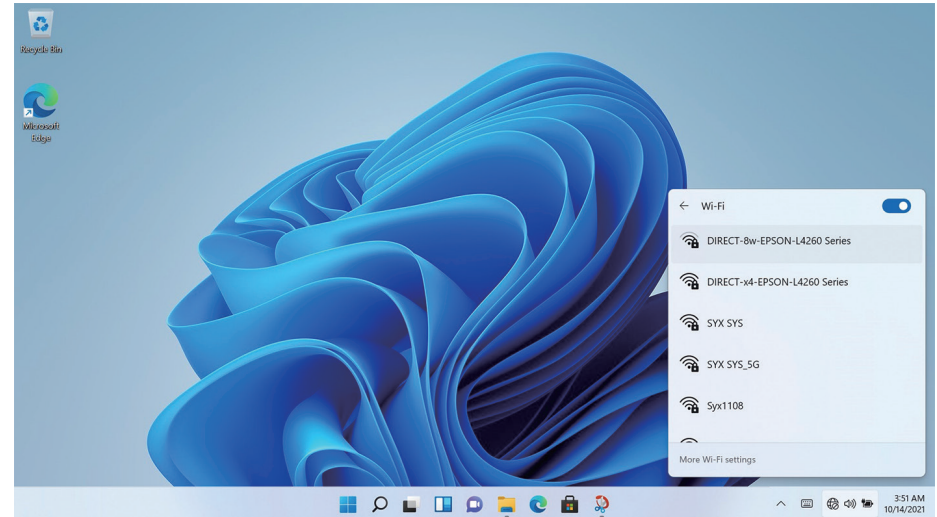 Recycle Bin
Microsoft
Edge
Wi-Fi
DIRECT-8w-EPSON-L4260 Series
DIRECT-x4-EPSON-L4260 Series
SYX SYS
SYX SYS_5G
Syx1108
More Wi-Fi settings
3:51 AM
10/14/2021